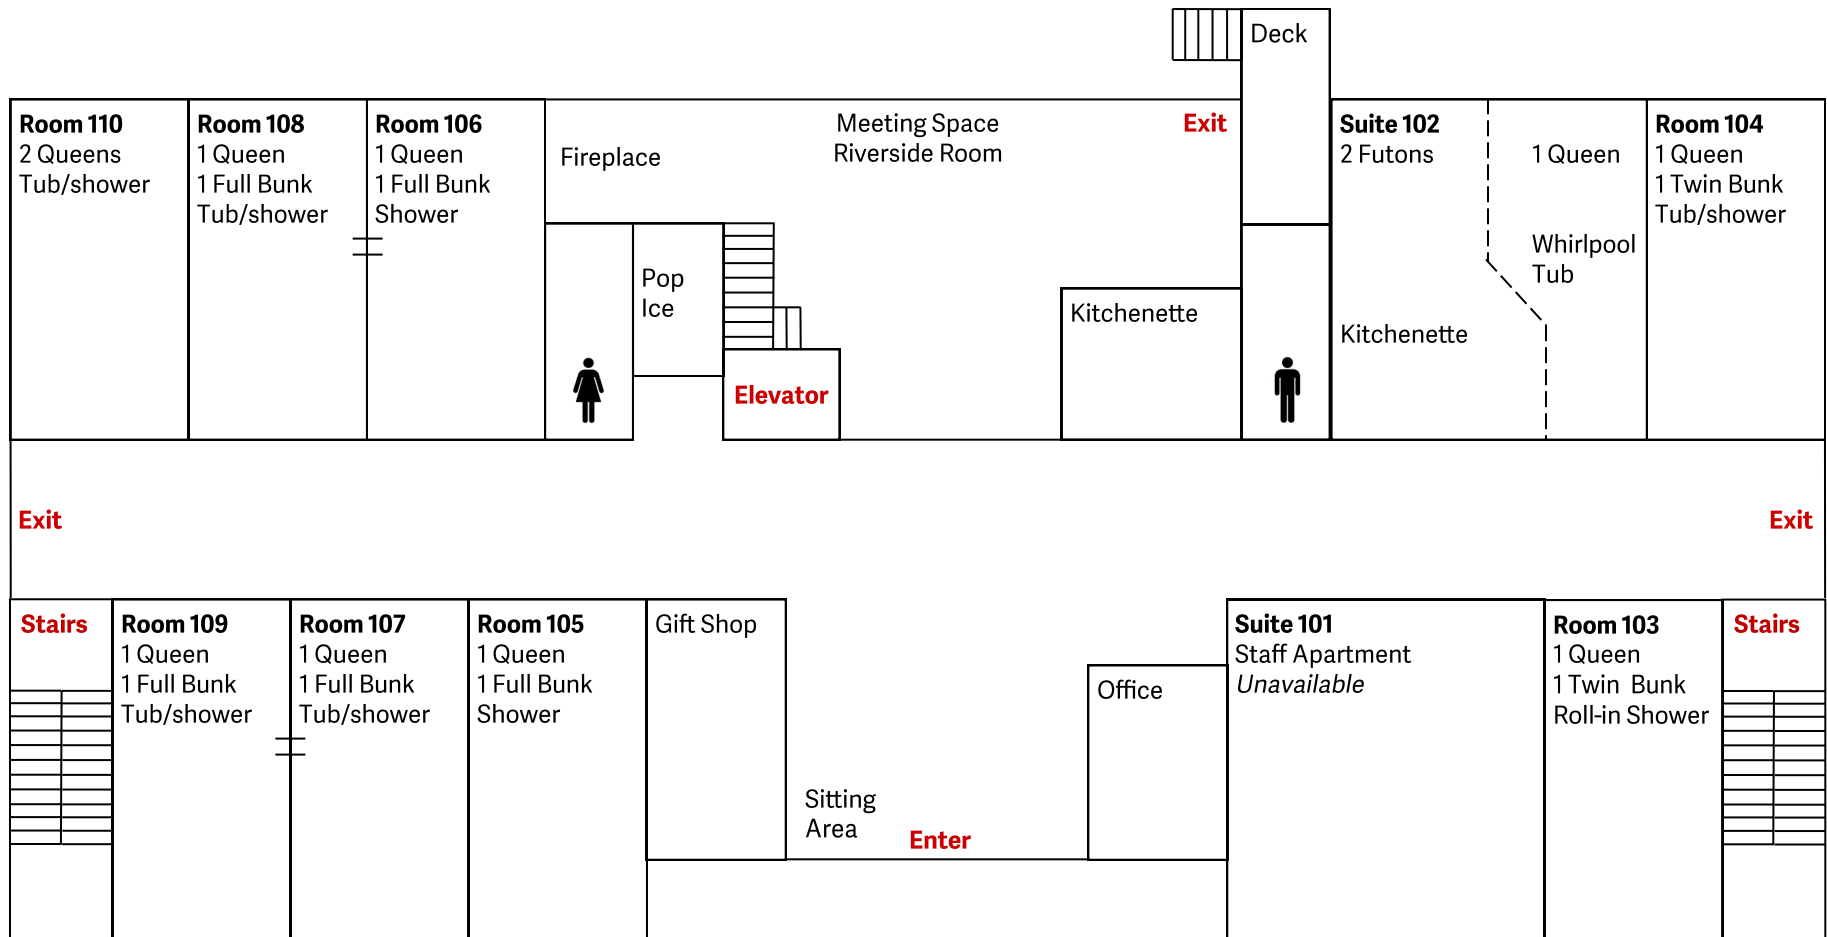 Deck
Room 110
2 Queens
Tub/shower
Room 108
1 Queen
1 Full Bunk
Tub/shower
Room 106
1 Queen
1 Full Bunk
Shower
Fireplace
Meeting Space
Riverside Room
Exit
Suite 102
2 Futons
1 Queen
Whirlpool
Tub
Kitchenette
Room 104
1 Queen
1 Twin Bunk
Tub/shower
Pop
Ice
Elevator
Kitchenette
Exit
Exit
Stairs
Room 109
1 Queen
1 Full Bunk
Tub/shower
Room 107
1 Queen
1 Full Bunk
Tub/shower
Room 105
1 Queen
1 Full Bunk
Shower
Gift Shop
Sitting
Area
Enter
Office
Suite 101
Staff Apartment
Unavailable
Room 103
1 Queen
1 Twin  Bunk
Roll-in Shower
Stairs